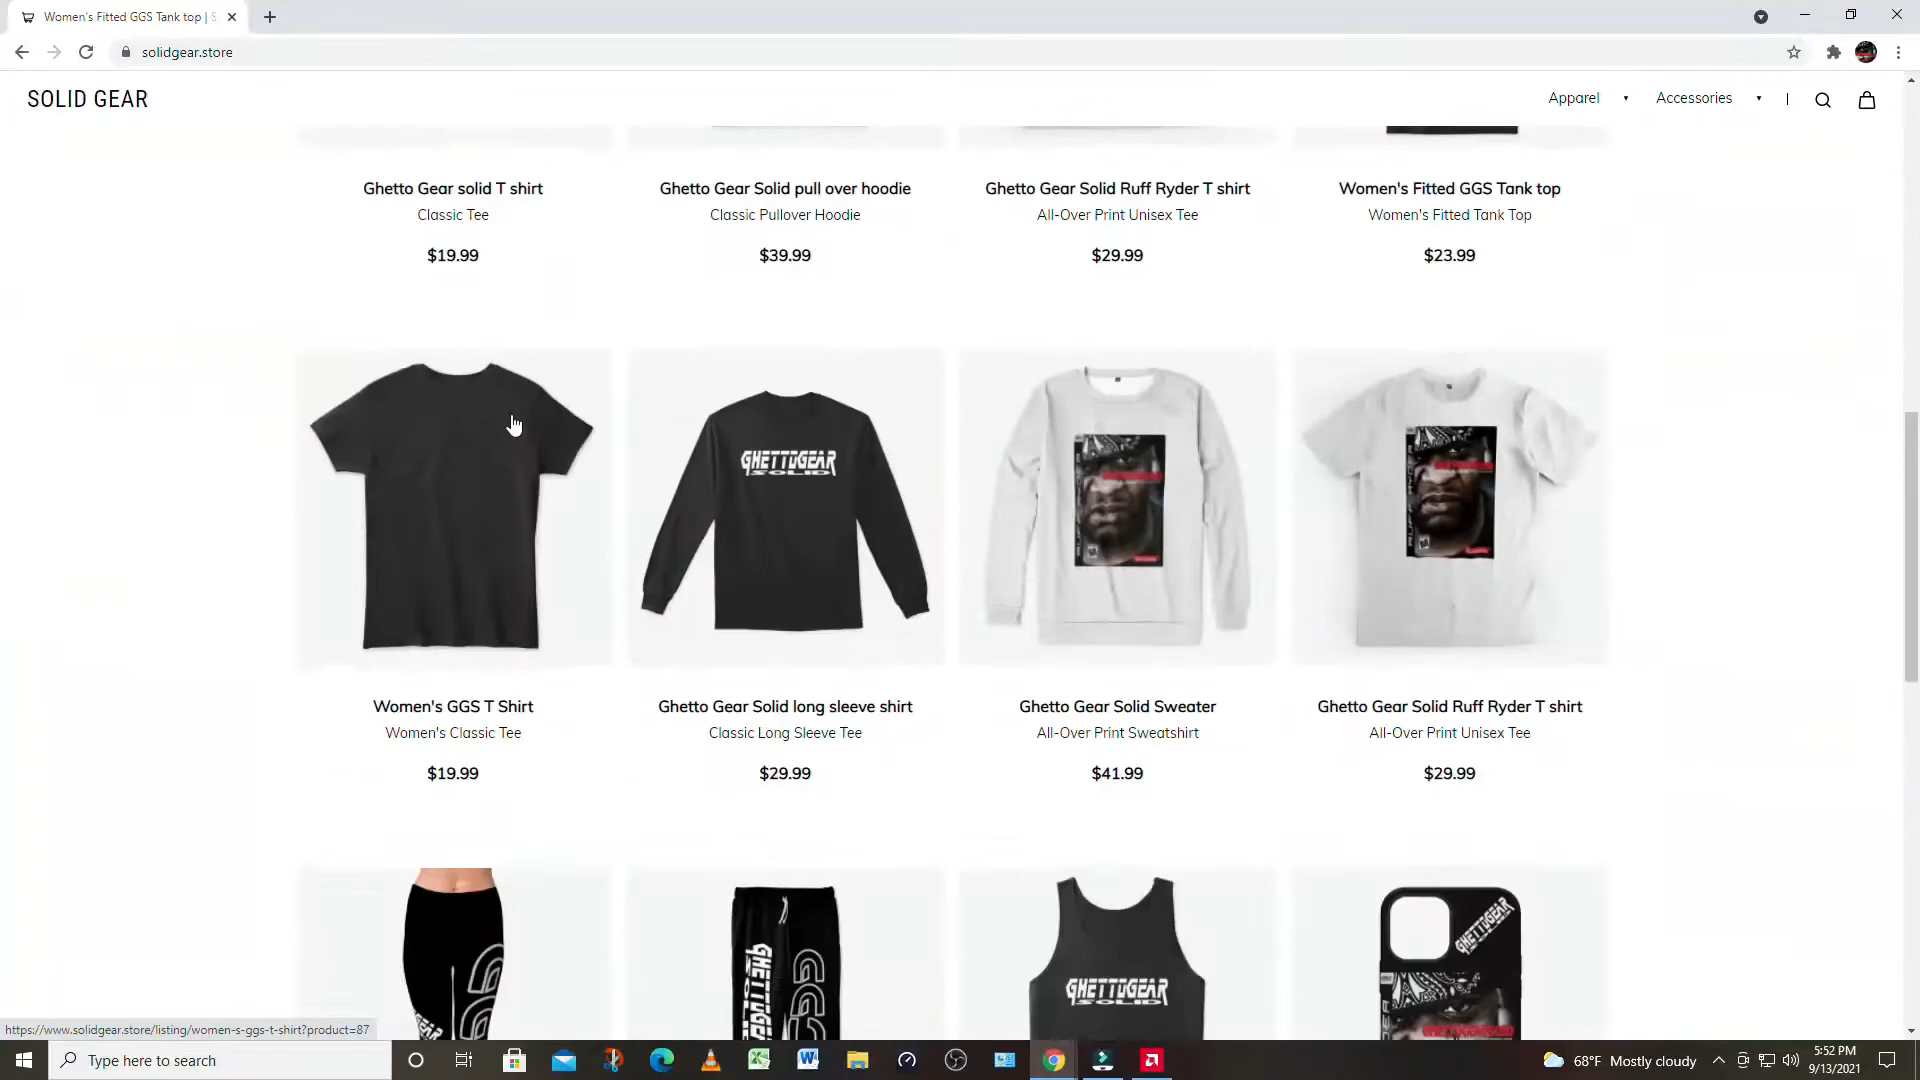 Women's Fitted GGS Tank top | S
solidgear.store
SOLID GEAR
Apparel
Accessories
Ghetto Gear solid T shirt
Classic Tee
$19.99
Ghetto Gear Solid pull over hoodie
Classic Pullover Hoodie
$39.99
Ghetto Gear Solid Ruff Ryder T shirt
All-Over Print Unisex Tee
$29.99
Women's Fitted GGS Tank top
Women's Fitted Tank Top
$23.99
GHETTOGEAR
SOLID
RUFF RYDER
RUFF RYDER
Women's GGS T Shirt
Women's Classic Tee
$19.99
Ghetto Gear Solid long sleeve shirt
Classic Long Sleeve Tee
$29.99
Ghetto Gear Solid Sweater
All-Over Print Sweatshirt
$41.99
Ghetto Gear Solid Ruff Ryder T shirt
All-Over Print Unisex Tee
$29.99
GHETTOGEAR
SOLID
GHETTOGEAR
https://www.solidgear.store/listing/women-s-ggs-t-shirt?product=87
Type here to search
68°F Mostly cloudy
5:52 PM
9/13/2021